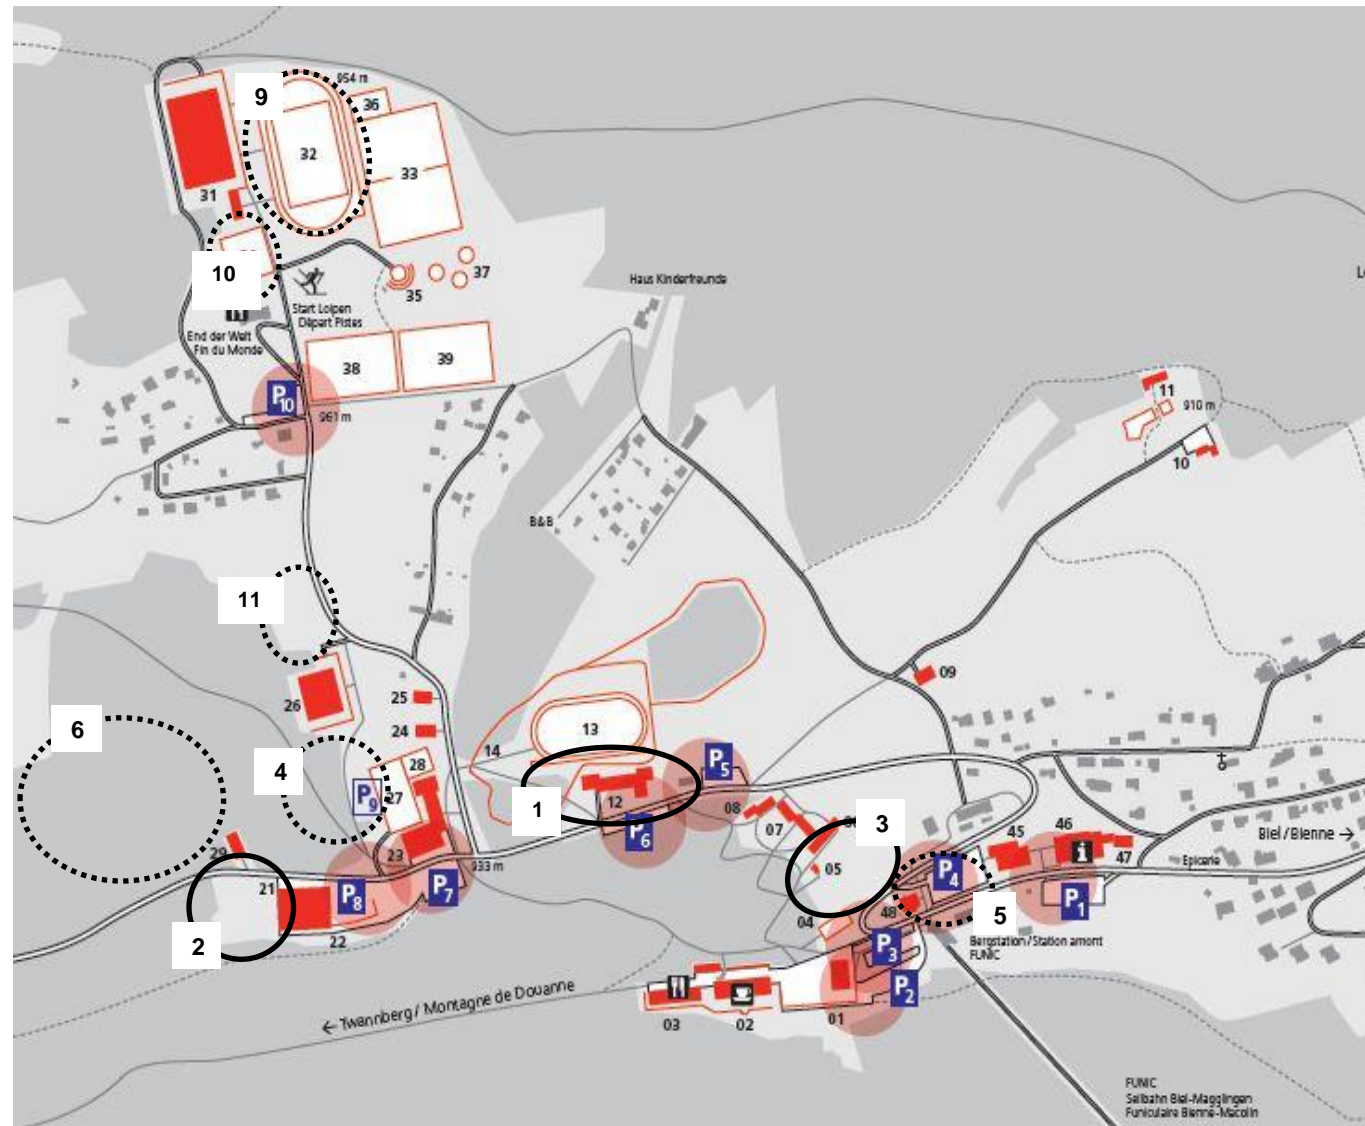 954 m
9
36
32
33
31
10
37
35
Haus Kinderfreunde
Start Loipen
Départ Pistes
End der Welt
Fin du Monde
38
39
P10
961 m
11
910 m
10
B&B
11
26
25
24
09
6
13
14
4
28
P9
27
P5
1
12
08
P6
07
3
05
45
46
47
Biel / Bienne →
Epicerie
29
23
933 m
21
P8
P7
P4
P1
2
22
04
48
5
Bergstation / Station amont
FUNIC
P3
P2
← Twannberg / Montagne de Douanne
03
02
01
FUNIC
Seilbahn Biel-Magglingen
Funiculaire Bienne-Macolin